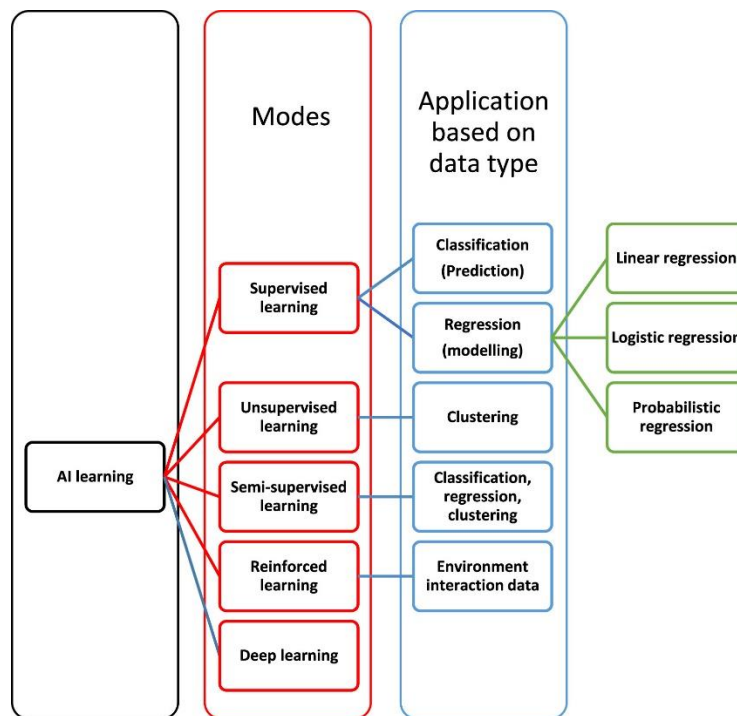 Modes
Application
based on
data type
AI learning
Supervised
learning
Unsupervised
learning
Semi-supervised
learning
Reinforced
learning
Deep learning
Classification
(Prediction)
Regression
(modelling)
Clustering
Classification,
regression,
clustering
Environment
interaction data
Linear regression
Logistic regression
Probabilistic
regression